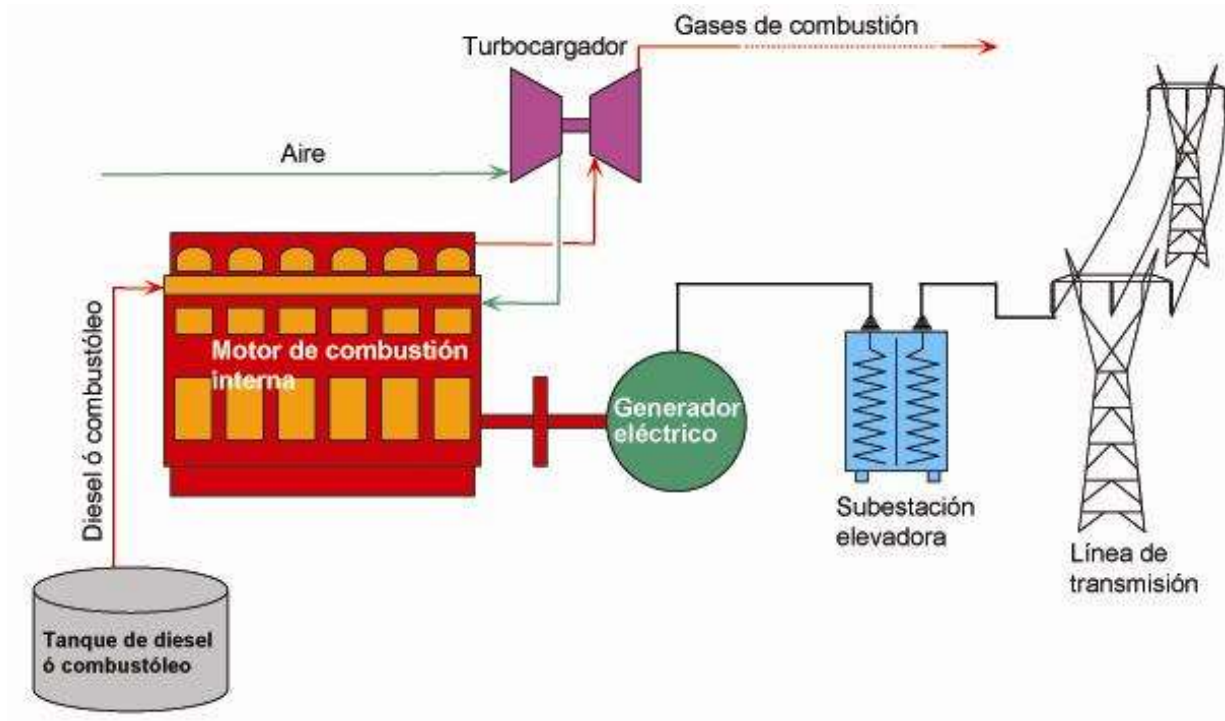 Gases de combustión
Turbocargador
Aire
Motor de combustión
interna
Diesel ó combustóleo
Generador
eléctrico
Subestación
elevadora
Línea de
transmisión
Tanque de diesel
ó combustóleo